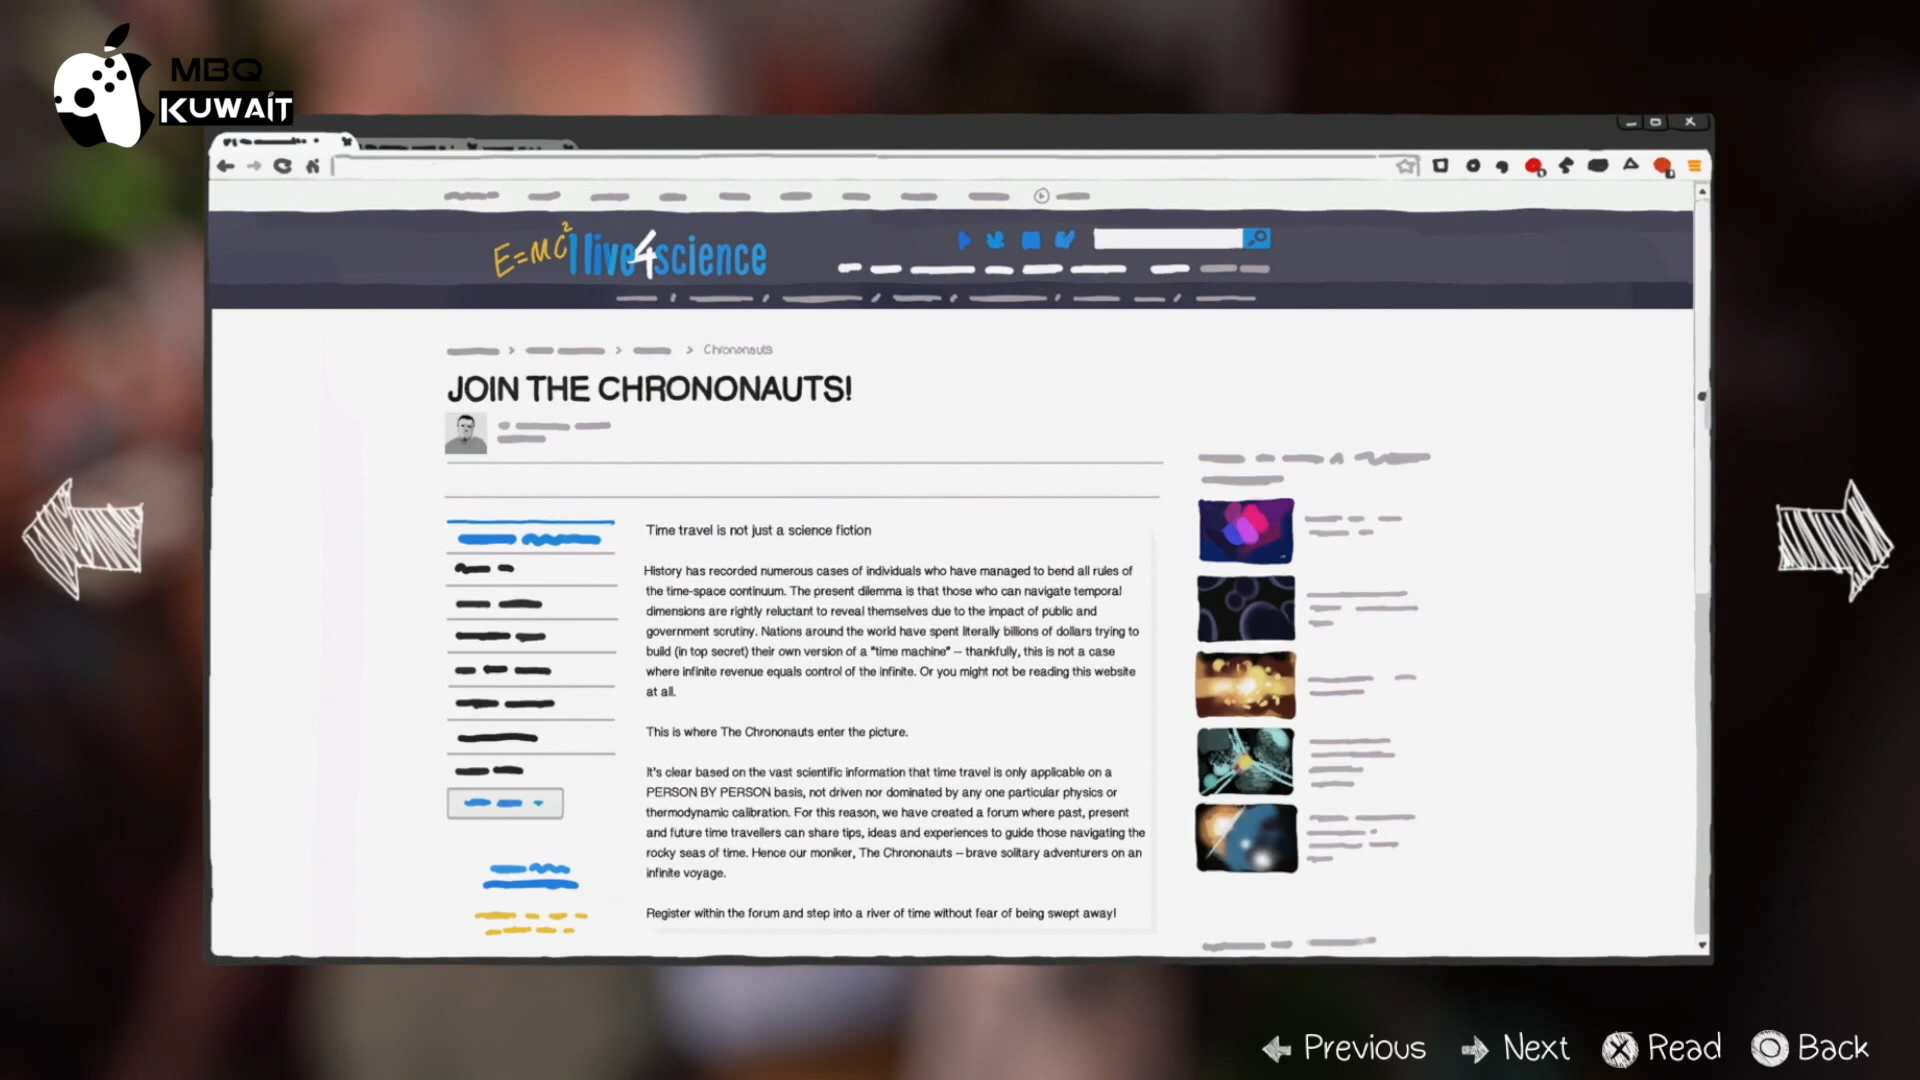 MBQ
KUWAIT
E=MC²
I live4science
> > > Chrononauts
JOIN THE CHRONONAUTS!
Time travel is not just a science fiction
History has recorded numerous cases of individuals who have managed to bend all rules of
the time-space continuum. The present dilemma is that those who can navigate temporal
dimensions are rightly reluctant to reveal themselves due to the impact of public and
government scrutiny. Nations around the world have spent literally billions of dollars trying to
build (in top secret) their own version of a "time machine" – thankfully, this is not a case
where infinite revenue equals control of the infinite. Or you might not be reading this website
at all.
This is where The Chrononauts enter the picture.
It's clear based on the vast scientific information that time travel is only applicable on a
PERSON BY PERSON basis, not driven nor dominated by any one particular physics or
thermodynamic calibration. For this reason, we have created a forum where past, present
and future time travellers can share tips, ideas and experiences to guide those navigating the
rocky seas of time. Hence our moniker, The Chrononauts – brave solitary adventurers on an
infinite voyage.
Register within the forum and step into a river of time without fear of being swept away!
Previous Next Read Back